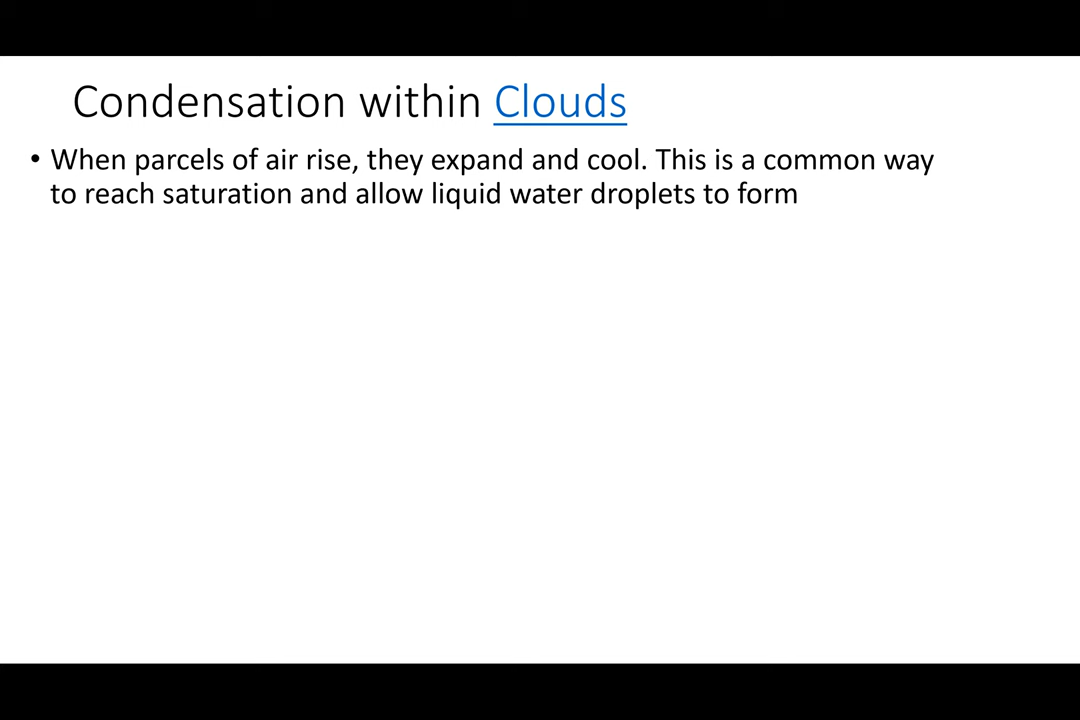 Condensation within Clouds
• When parcels of air rise, they expand and cool. This is a common way
to reach saturation and allow liquid water droplets to form